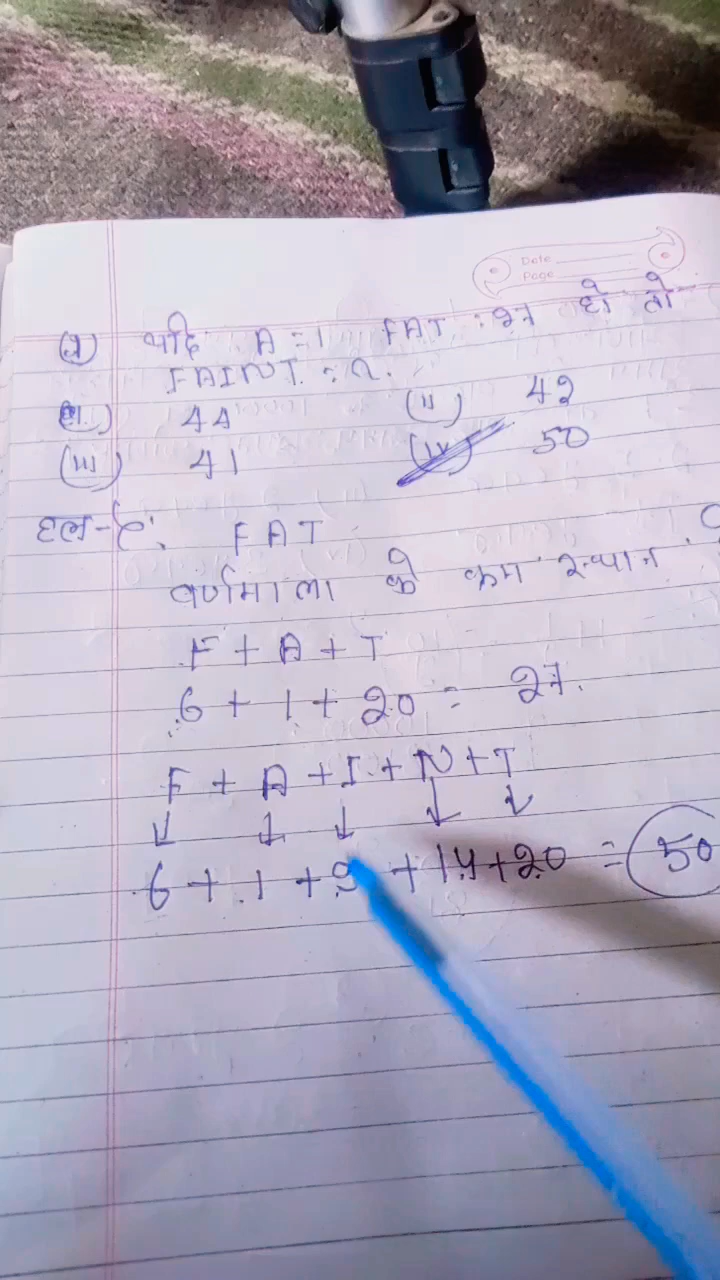 Date
Page
(प्र) यदि A = 1 FAT : 27 हो तो
FAINT : ?.
(i) 44 (ii) 42
(iii) 41 (iv) 50
हल-ः FAT
वर्णमाला के क्रम स्थान
F + A + T
6 + 1 + 20 = 27.
F + A + I + N + T
6 + 1 + 9 + 14 + 20 = 50